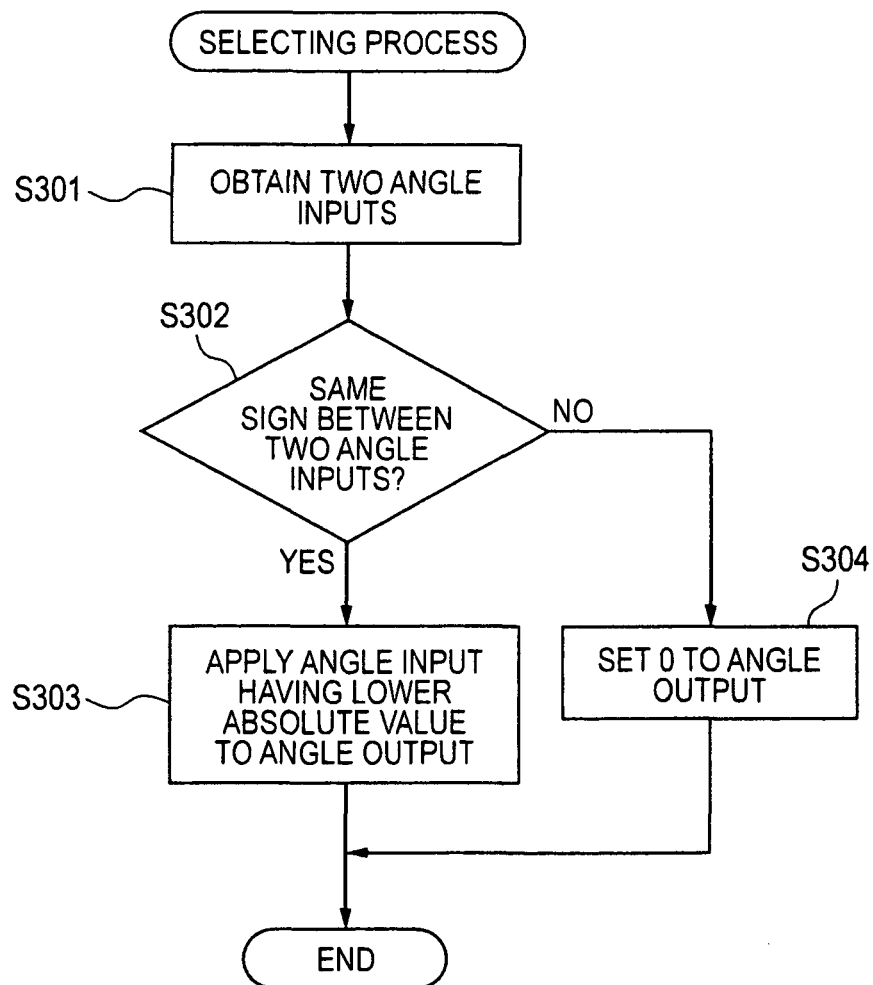 SELECTING PROCESS
S301
OBTAIN TWO ANGLE
INPUTS
S302
SAME
SIGN BETWEEN
TWO ANGLE
INPUTS?
NO
YES
S304
S303
APPLY ANGLE INPUT
HAVING LOWER
ABSOLUTE VALUE
TO ANGLE OUTPUT
SET 0 TO ANGLE
OUTPUT
END